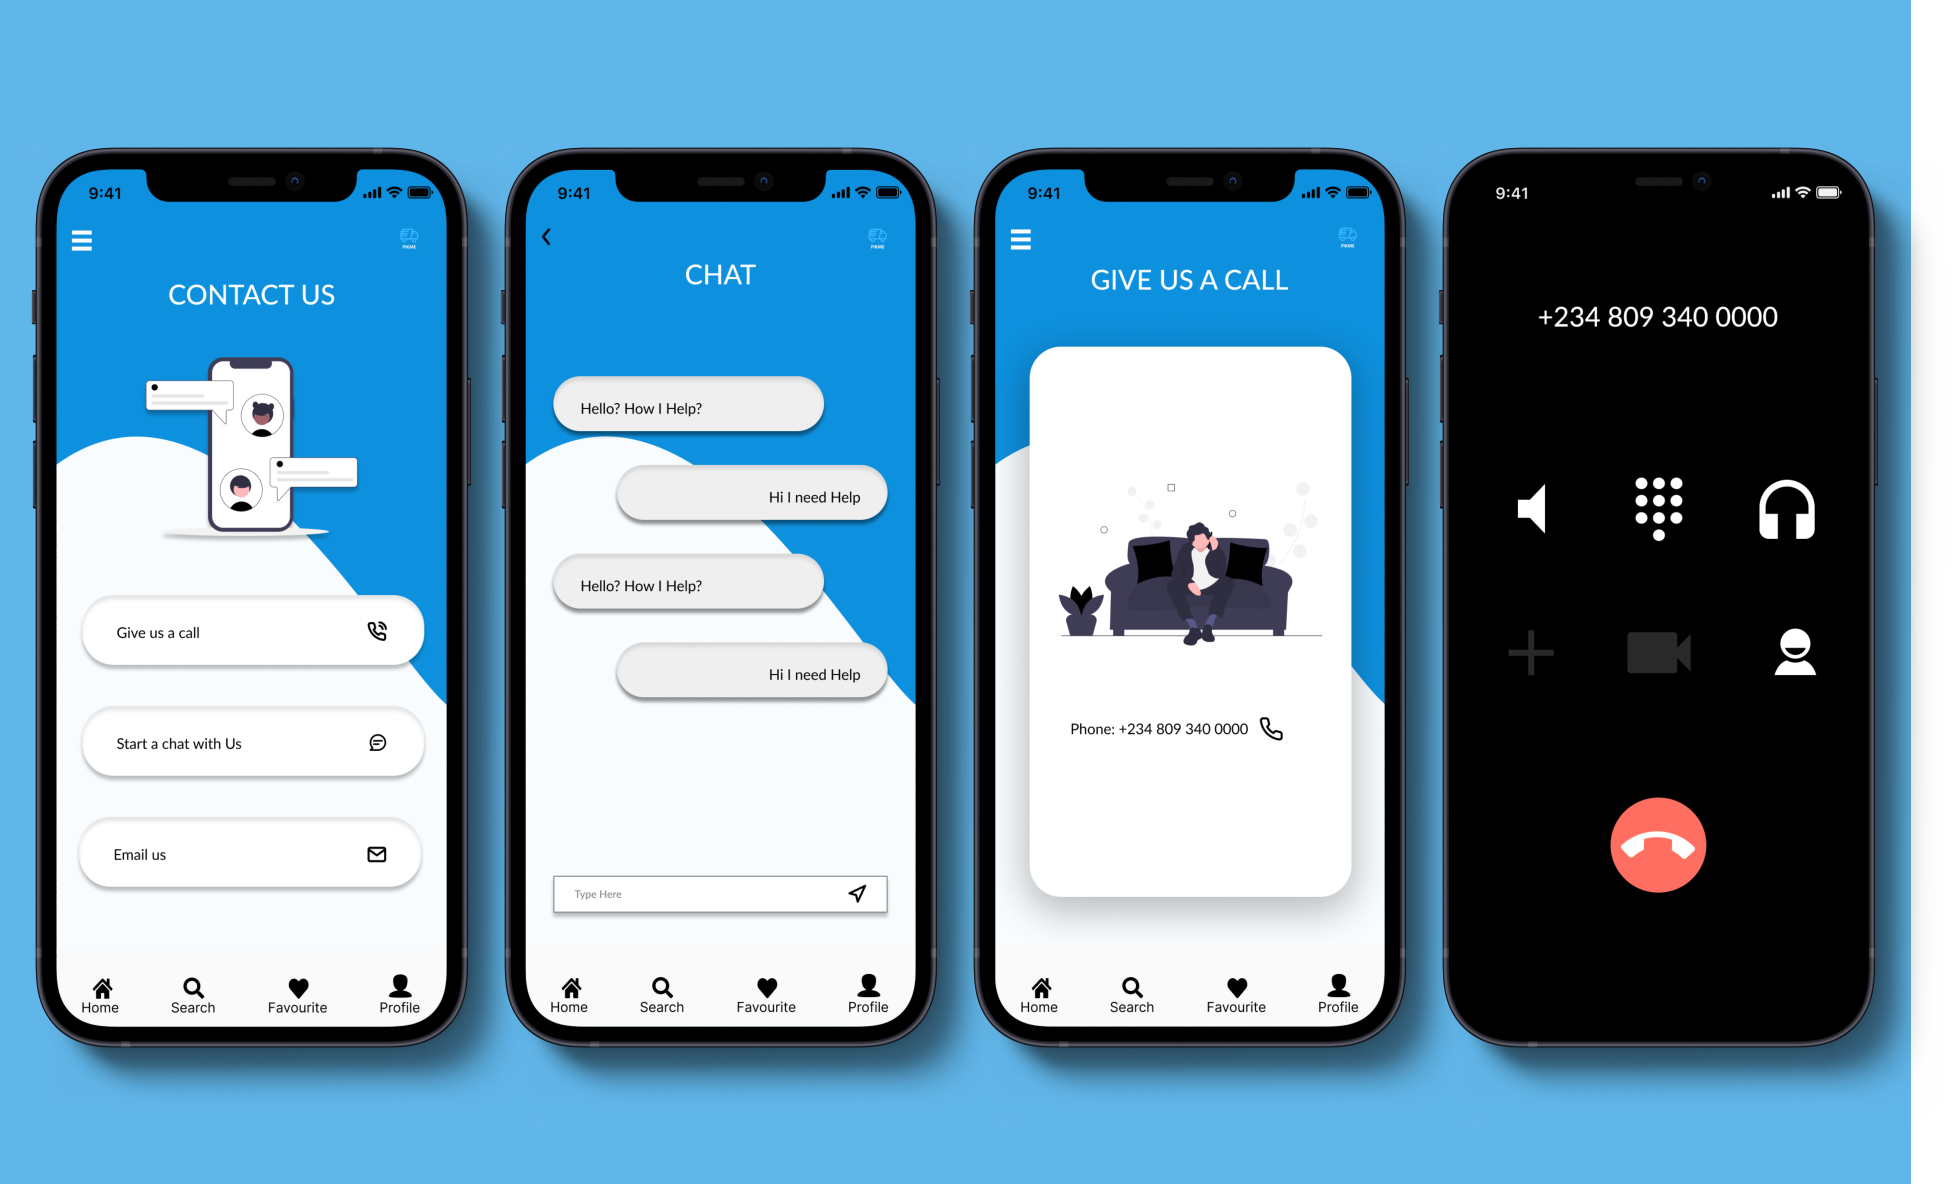 9:41
PIKME
CONTACT US
Give us a call
Start a chat with Us
Email us
Home Search Favourite Profile
9:41
PIKME
CHAT
Hello? How I Help?
Hi I need Help
Hello? How I Help?
Hi I need Help
Type Here
Home Search Favourite Profile
9:41
PIKME
GIVE US A CALL
Phone: +234 809 340 0000
Home Search Favourite Profile
9:41
+234 809 340 0000